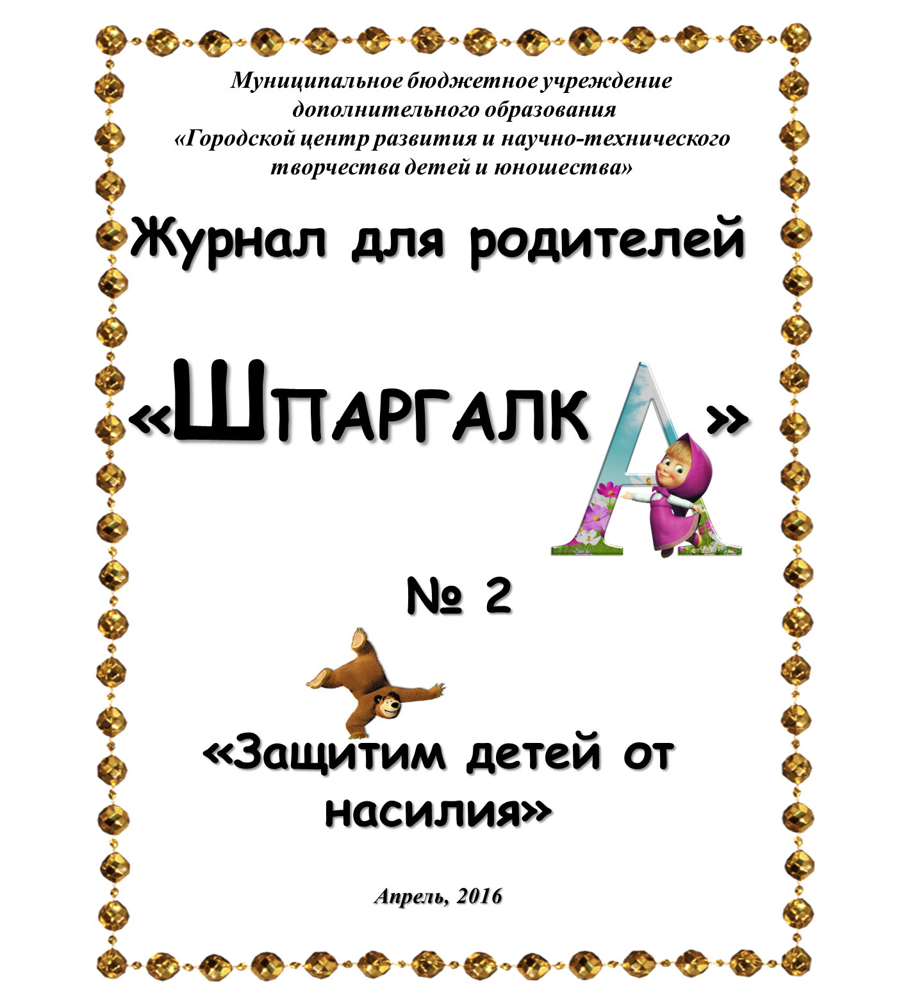 Муниципальное бюджетное учреждение
дополнительного образования
«Городской центр развития и научно-технического
творчества детей и юношества»
Журнал для родителей
«ШПАРГАЛКА»
№ 2
«Защитим детей от
насилия»
Апрель, 2016